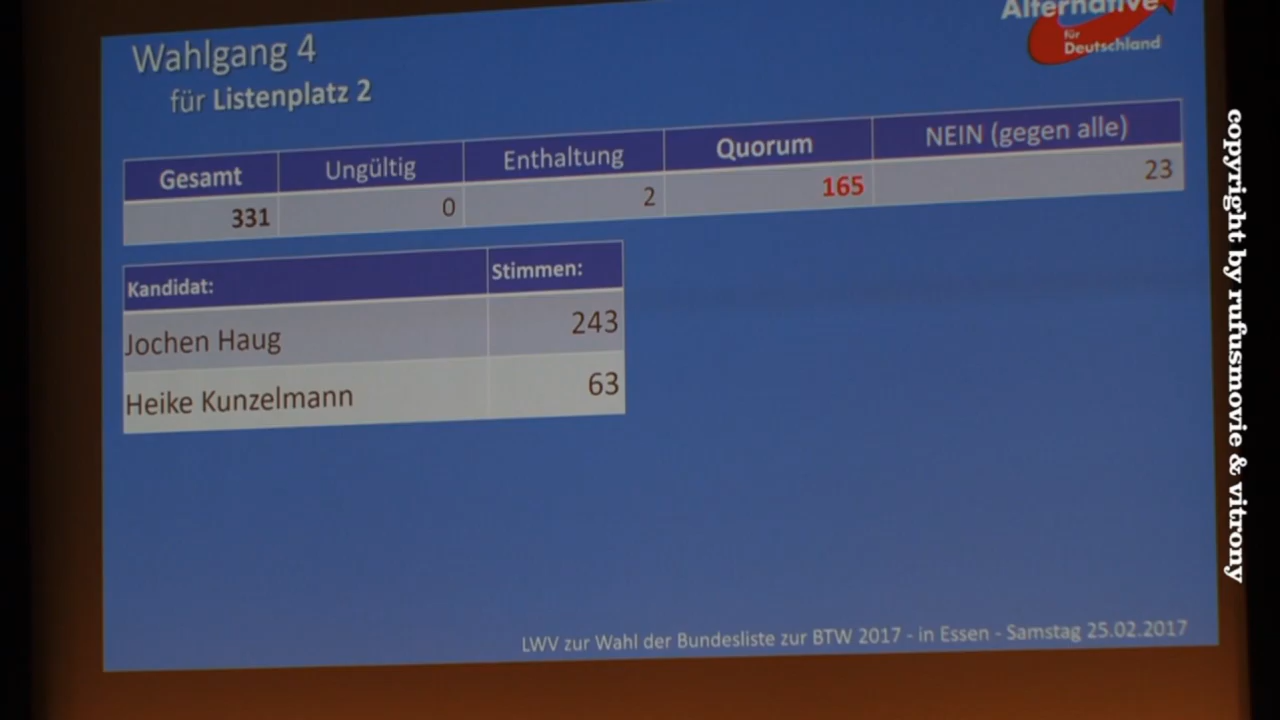 Wahlgang 4
für Listenplatz 2
Alternative
für
Deutschland
Gesamt Ungültig Enthaltung Quorum NEIN (gegen alle)
331 0 2 165 23
Kandidat: Stimmen:
Jochen Haug 243
Heike Kunzelmann 63
LWV zur Wahl der Bundesliste zur BTW 2017 - in Essen - Samstag 25.02.2017
copyright by rufusmovie & vitrony